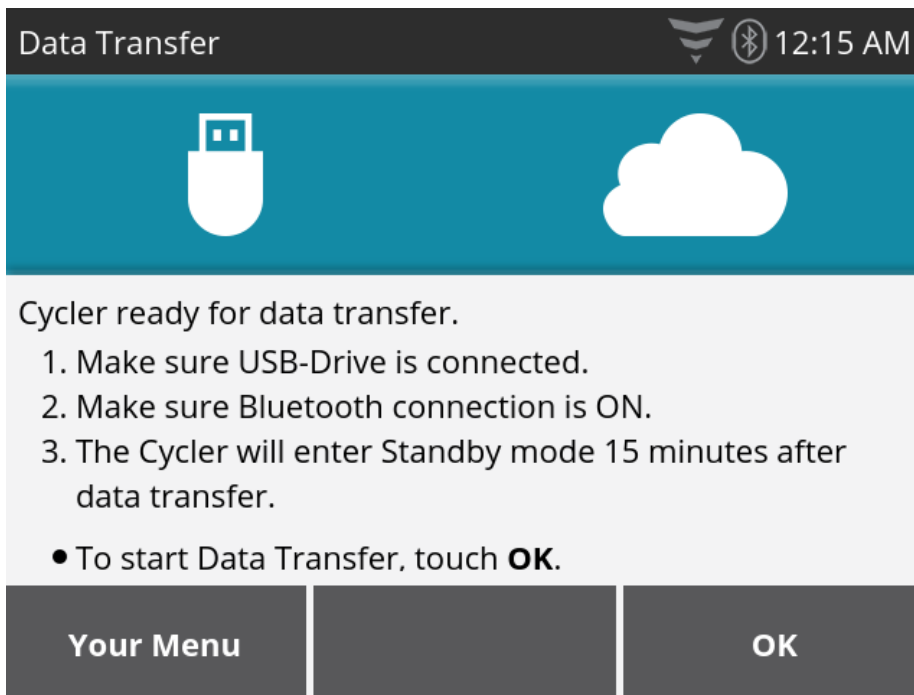 Data Transfer
12:15 AM
Cycler ready for data transfer.
1. Make sure USB-Drive is connected.
2. Make sure Bluetooth connection is ON.
3. The Cycler will enter Standby mode 15 minutes after
data transfer.
• To start Data Transfer, touch OK.
Your Menu
OK